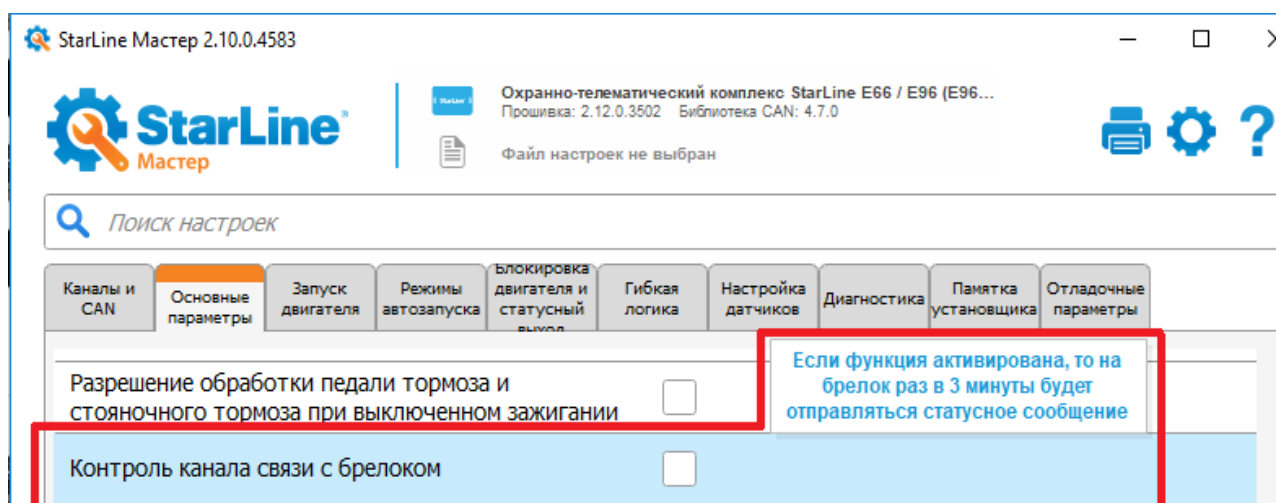 StarLine Мастер 2.10.0.4583
StarLine
Мастер
StarLine
Охранно-телематический комплекс StarLine E66 / E96 (E96...
Прошивка: 2.12.0.3502 Библиотека CAN: 4.7.0
Файл настроек не выбран
?
Поиск настроек
Каналы и
CAN
Основные
параметры
Запуск
двигателя
Режимы
автозапуска
Блокировка
двигателя и
статусный
выход
Гибкая
логика
Настройка
датчиков
Диагностика
Памятка
установщика
Отладочные
параметры
Если функция активирована, то на
брелок раз в 3 минуты будет
отправляться статусное сообщение
Разрешение обработки педали тормоза и
стояночного тормоза при выключенном зажигании
Контроль канала связи с брелоком